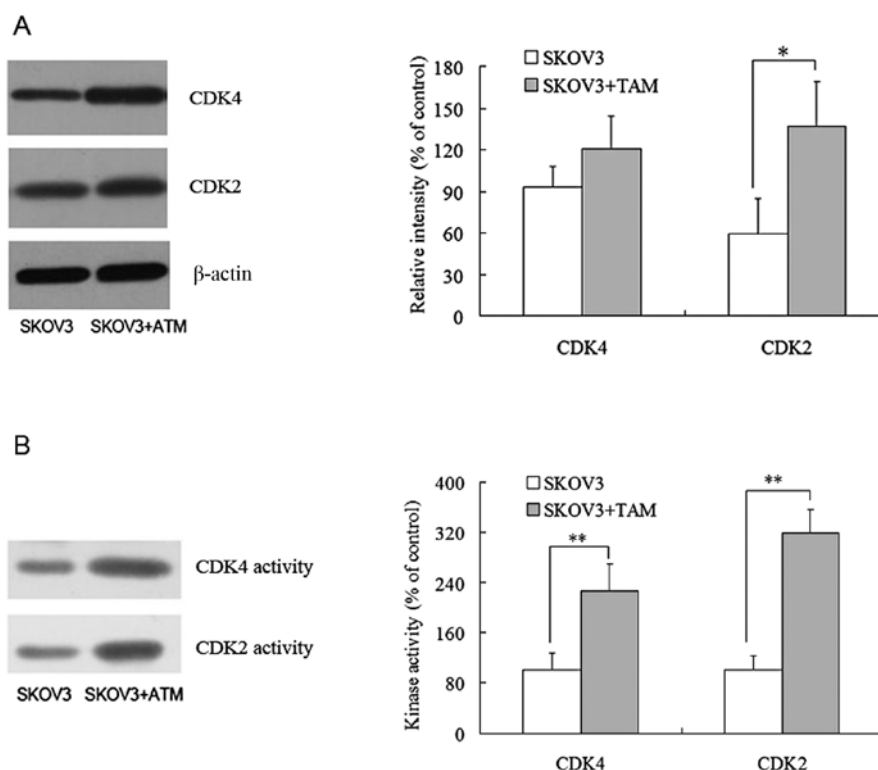 A
CDK4
CDK2
β-actin
SKOV3 SKOV3+ATM
SKOV3
SKOV3+TAM
*
Relative intensity (% of control)
180
150
120
90
60
30
0
CDK4 CDK2
B
CDK4 activity
CDK2 activity
SKOV3 SKOV3+ATM
SKOV3
SKOV3+TAM
**
**
Kinase activity (% of control)
400
320
240
160
80
0
CDK4 CDK2